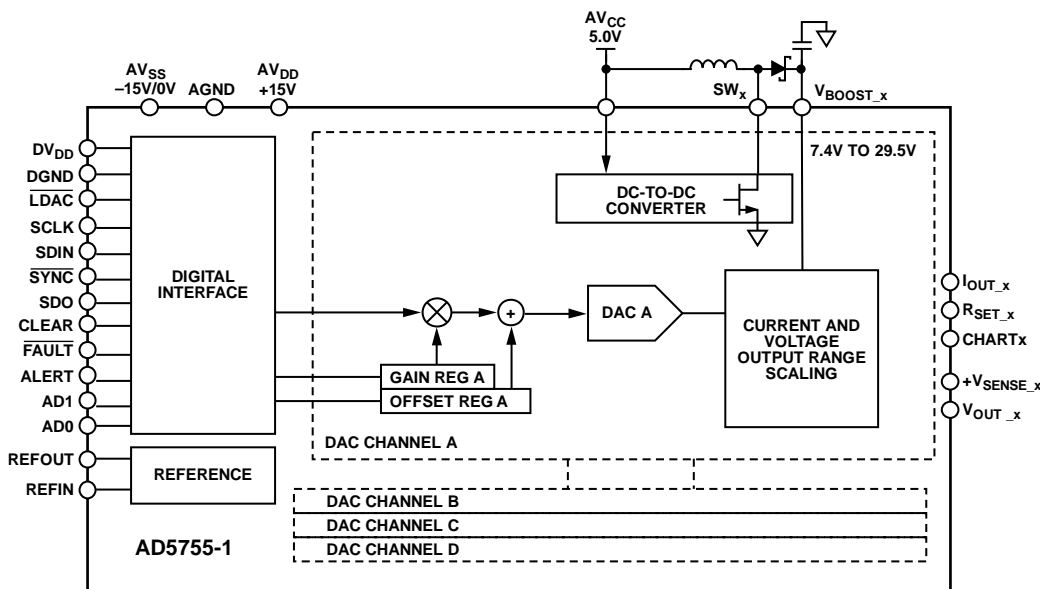 AVCC
5.0V
AVSS
–15V/0V
AGND
AVDD
+15V
SWx
VBOOST_x
DVDD
DGND
LDAC
SCLK
SDIN
SYNC
SDO
CLEAR
FAULT
ALERT
AD1
AD0
REFOUT
REFIN
DIGITAL
INTERFACE
REFERENCE
7.4V TO 29.5V
DC-TO-DC
CONVERTER
+
DAC A
CURRENT AND
VOLTAGE
OUTPUT RANGE
SCALING
GAIN REG A
OFFSET REG A
DAC CHANNEL A
DAC CHANNEL B
DAC CHANNEL C
DAC CHANNEL D
IOUT_x
RSET_x
CHARTx
+VSENSE_x
VOUT_x
AD5755-1